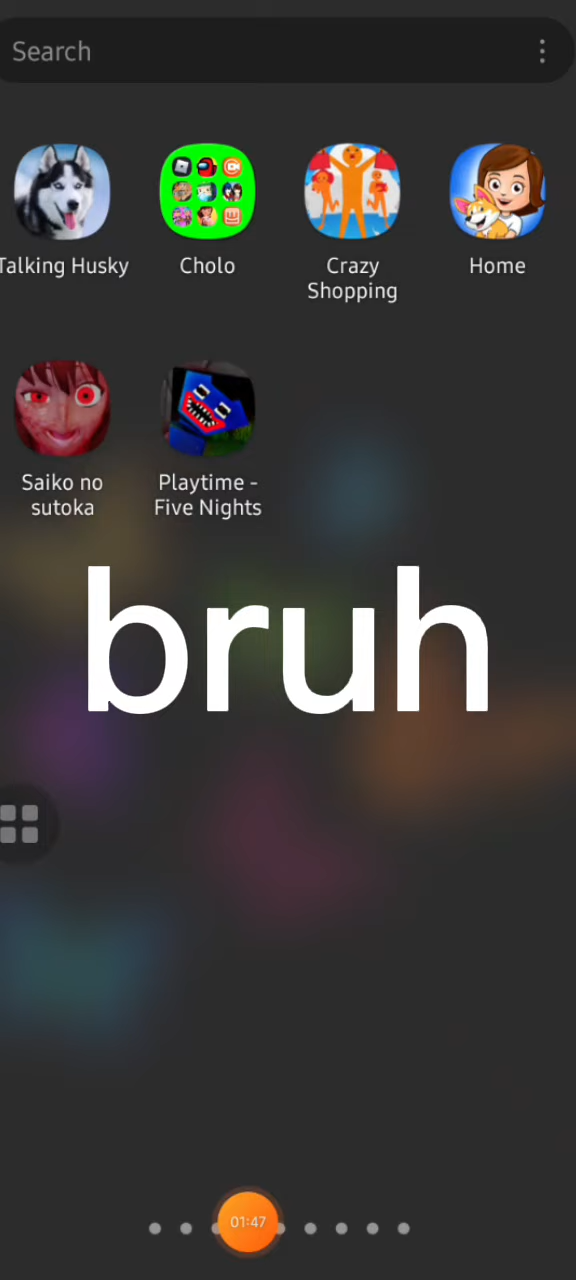 Search
Talking Husky
Cholo
Crazy
Shopping
Home
Saiko no
sutoka
Playtime -
Five Nights
bruh
01:47